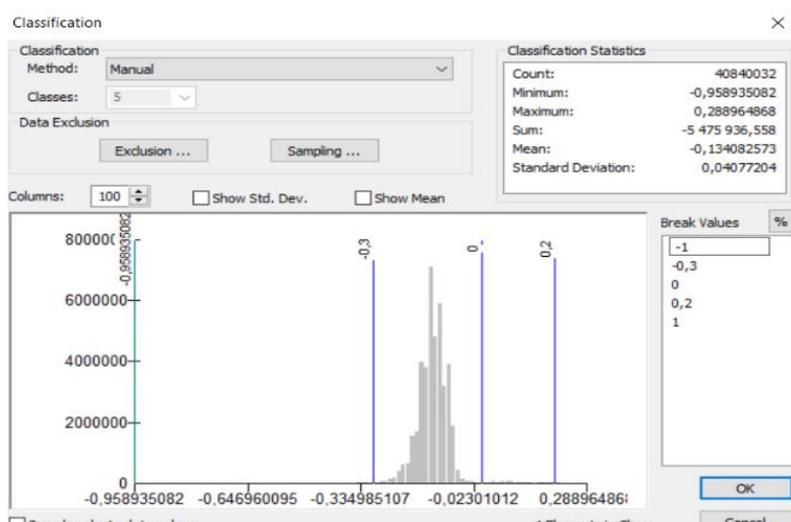 Classification
Classification
Method: Manual
Classes: 5
Data Exclusion
Exclusion ...
Sampling ...
Classification Statistics
Count: 40840032
Minimum: -0,958935082
Maximum: 0,288964868
Sum: -5 475 936,558
Mean: -0,134082573
Standard Deviation: 0,04077204
Columns: 100
Show Std. Dev.
Show Mean
Break Values %
-1
-0,3
0
0,2
1
-0,958935082
-0,3
0
0,2
6000000
4000000
2000000
0
-0,958935082 -0,646960095 -0,334985107 -0,02301012 0,28896486
OK
Cancel